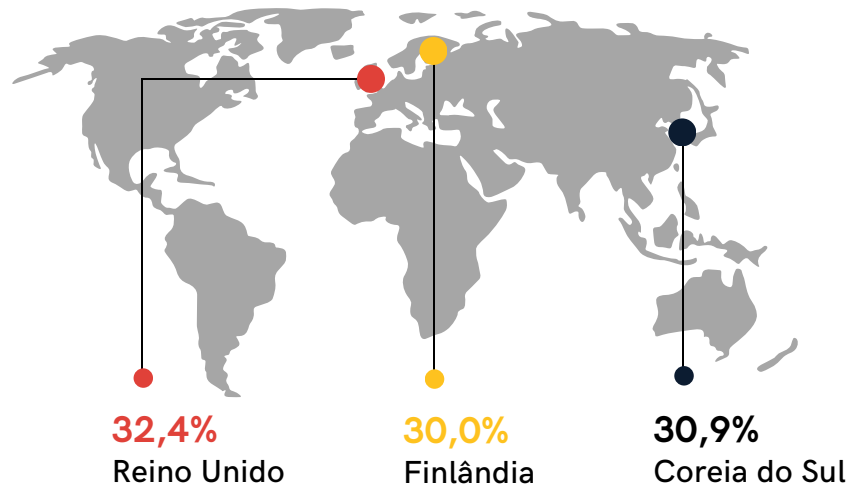 32,4%
Reino Unido
30,0%
Finlândia
30,9%
Coreia do Sul